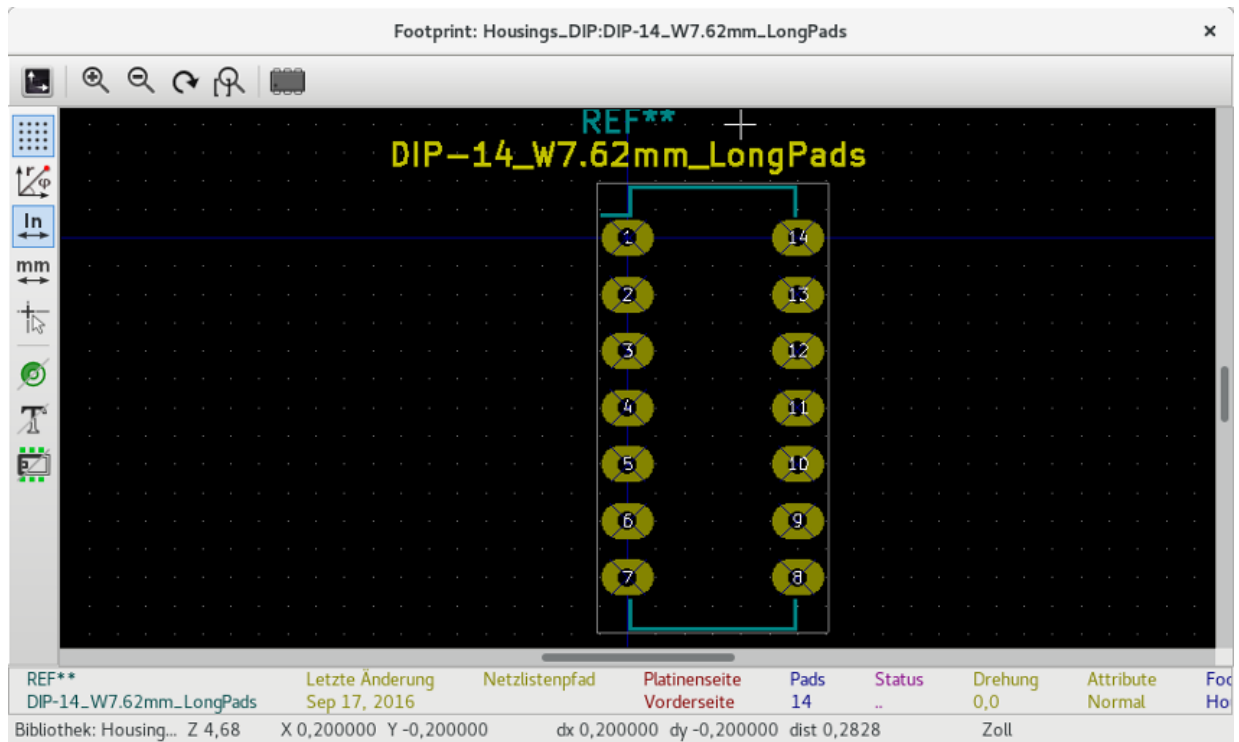 Footprint: Housings_DIP:DIP-14_W7.62mm_LongPads ×
In
mm
REF**
DIP-14_W7.62mm_LongPads
1 14
2 13
3 12
4 11
5 10
6 9
7 8
REF** Letzte Änderung Netzlistenpfad Platinenseite Pads Status Drehung Attribute Foo
DIP-14_W7.62mm_LongPads Sep 17, 2016 Vorderseite 14 .. 0,0 Normal Ho
Bibliothek: Housing... Z 4,68 X 0,200000 Y -0,200000 dx 0,200000 dy -0,200000 dist 0,2828 Zoll